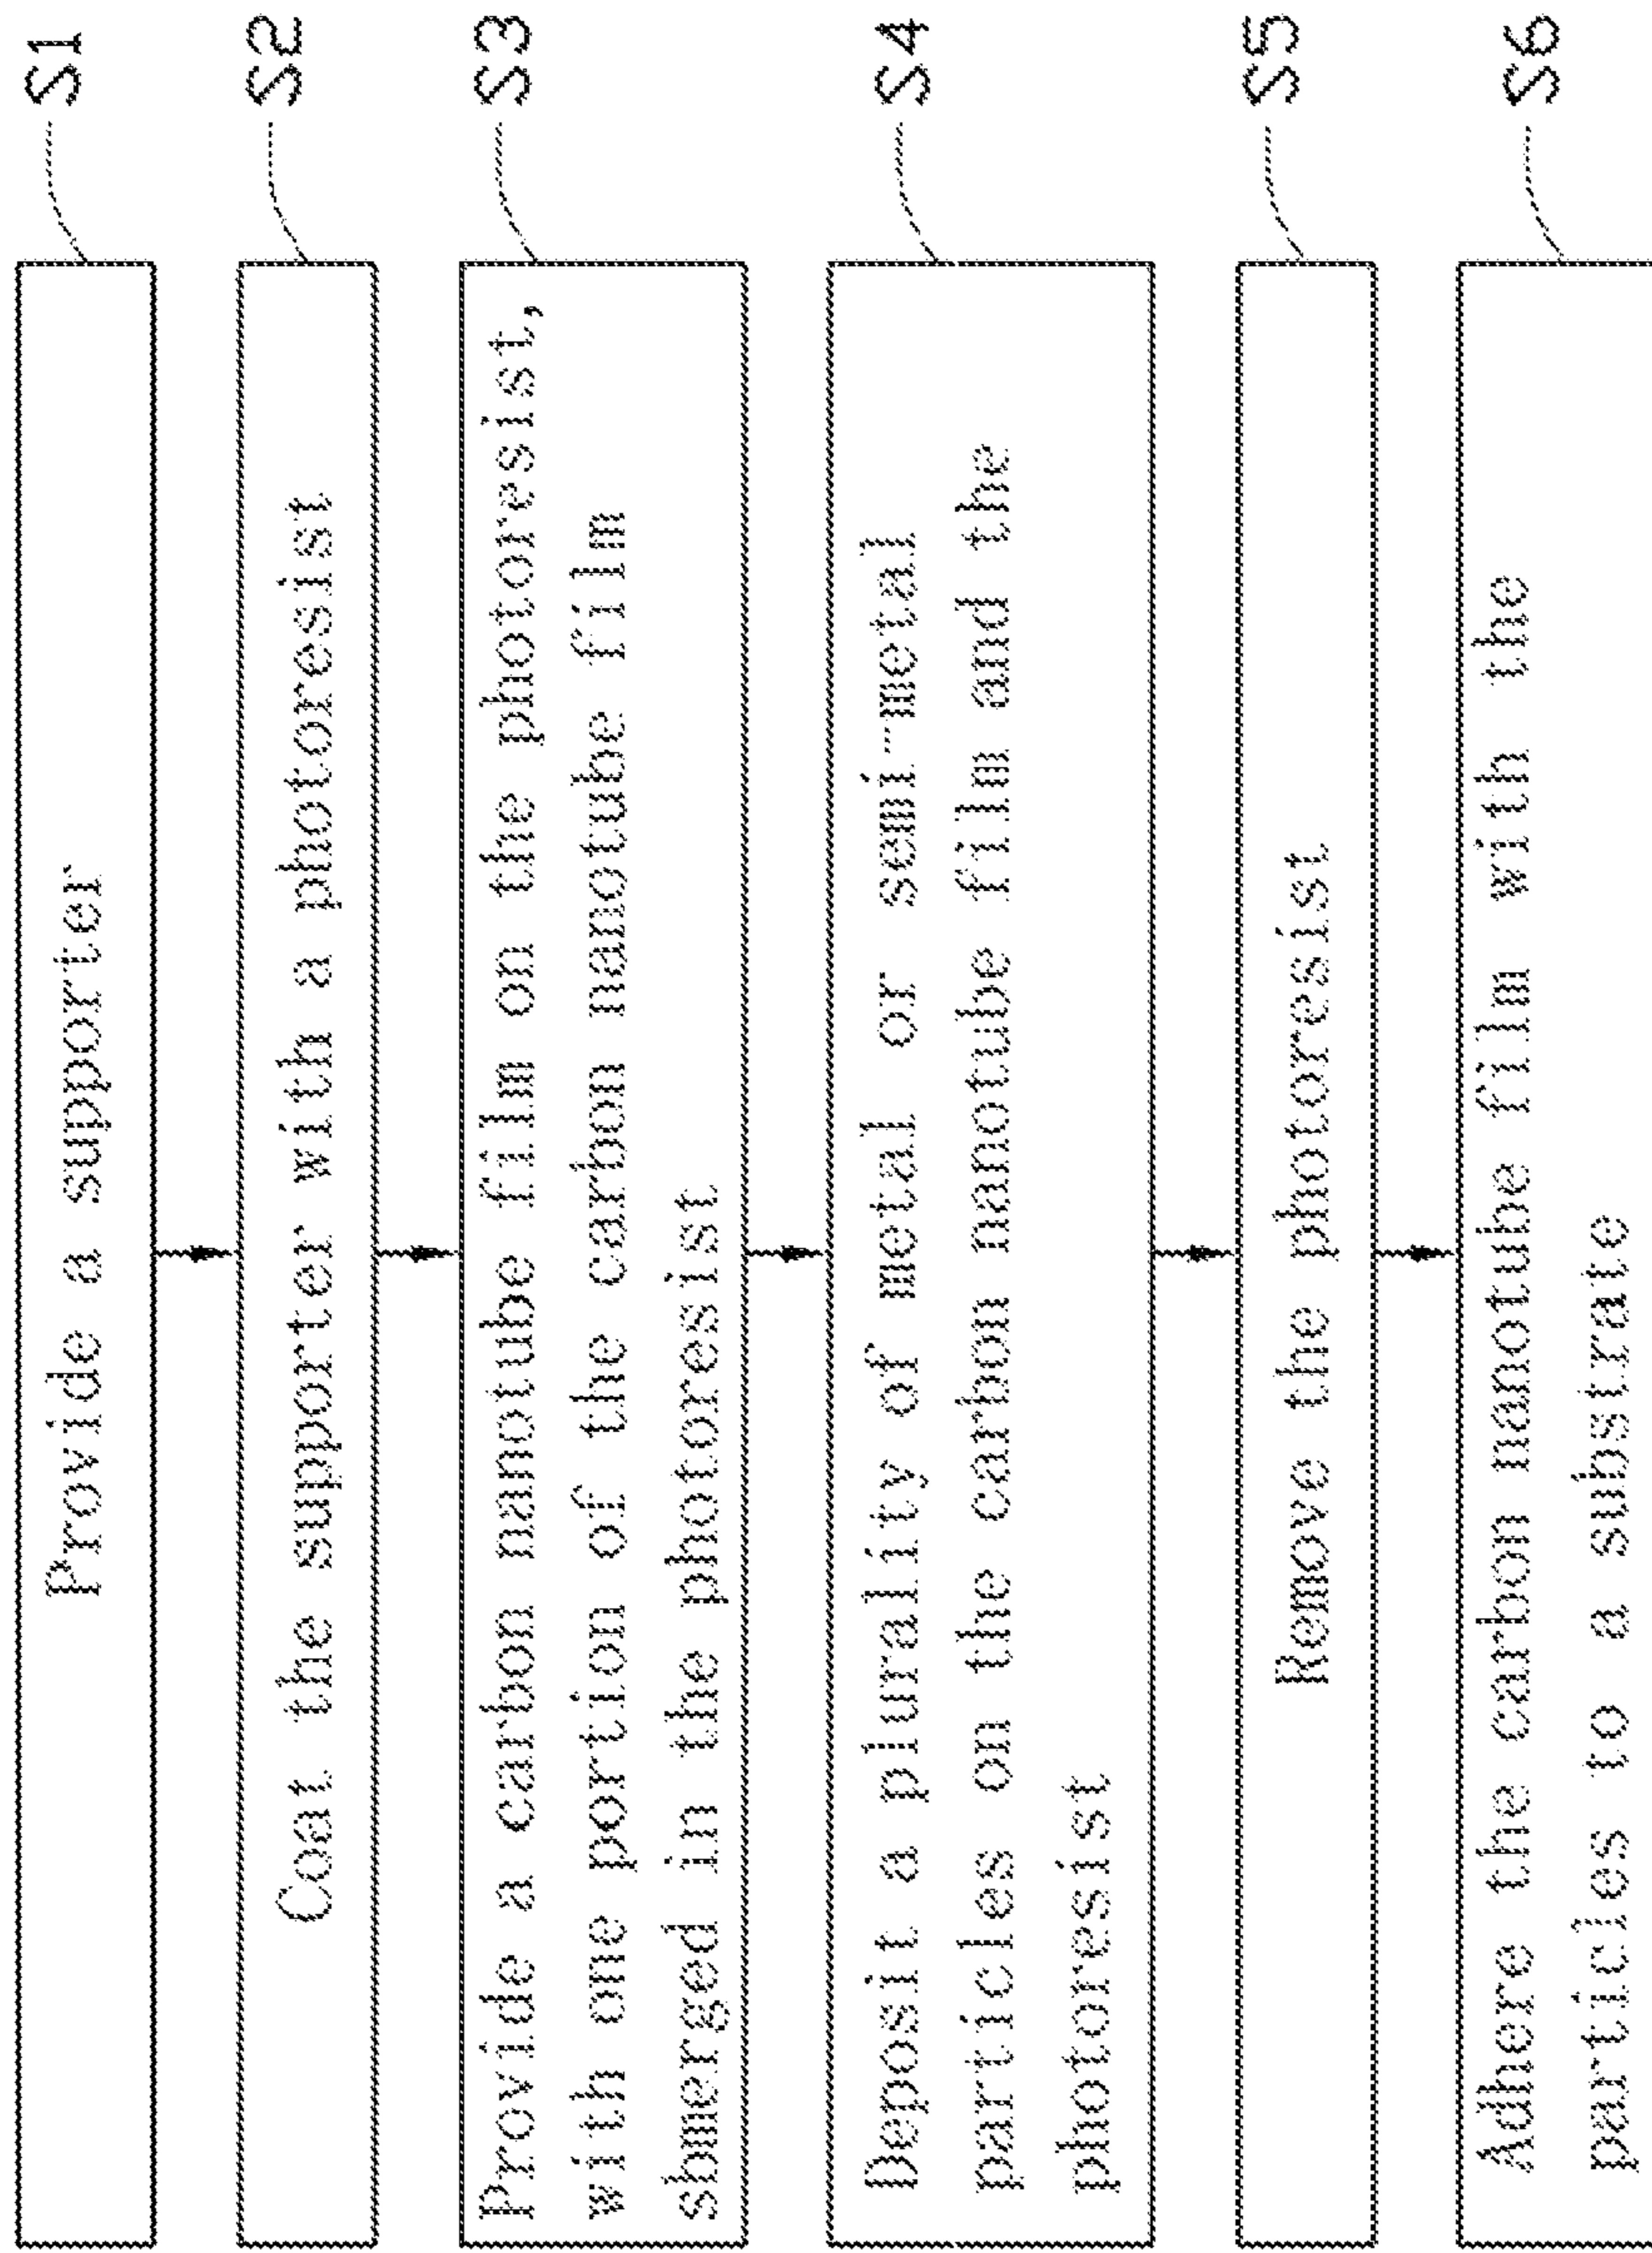 Provide a supporter
S1
Coat the supporter with a photoresist
S2
Provide a carbon nanotube film on the photoresist,
with one portion of the carbon nanotube film
sbmerged in the photoresist
S3
Deposit a plurality of metal or semi-metal
particles on the carbon nanotube film and the
photoresist
S4
Remove the photoresist
S5
Adhere the carbon nanotube film with the
particles to a substrate
S6